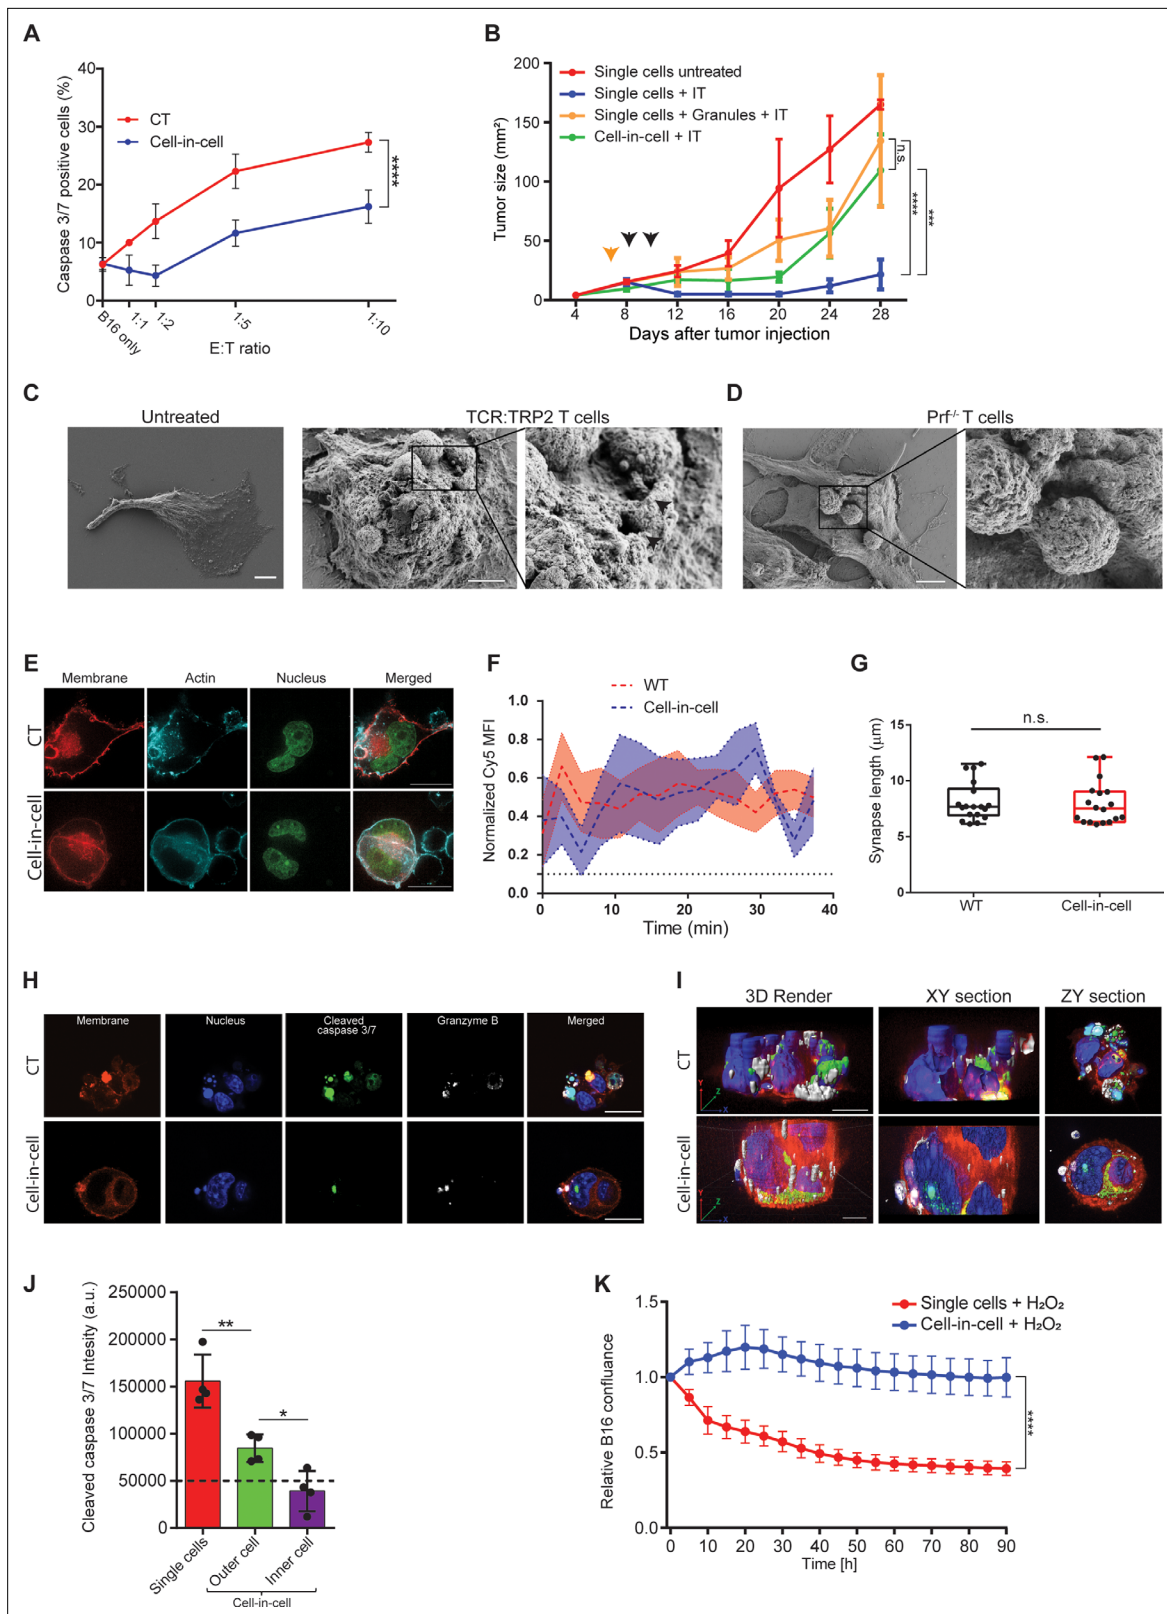 A
Caspase 3/7 positive cells (%)
40
30
20
10
0
CT
Cell-in-cell
****
B16 only
1:1
1:2
1:5
1:10
E:T ratio
B
Tumor size (mm²)
200
150
100
50
0
Single cells untreated
Single cells + IT
Single cells + Granules + IT
Cell-in-cell + IT
n.s.
****
***
4 8 12 16 20 24 28
Days after tumor injection
C
Untreated
TCR:TRP2 T cells
D
Prf-/- T cells
E
Membrane Actin Nucleus Merged
CT
Cell-in-cell
F
WT
Cell-in-cell
Normalized Cy5 MFI
1.0
0.8
0.6
0.4
0.2
0.0
0 10 20 30 40
Time (min)
G
n.s.
Synapse length (μm)
15
10
5
0
WT Cell-in-cell
H
Membrane Nucleus Cleaved caspase 3/7 Granzyme B Merged
CT
Cell-in-cell
I
3D Render XY section ZY section
CT
Cell-in-cell
Y
Z
X
Y
Z
X
J
Cleaved caspase 3/7 Intesity (a.u.)
250000
200000
150000
100000
50000
0
**
*
Single cells
Outer cell
Inner cell
Cell-in-cell
K
Relative B16 confluance
1.5
1.0
0.5
0.0
Single cells + H₂O₂
Cell-in-cell + H₂O₂
****
0 10 20 30 40 50 60 70 80 90
Time [h]